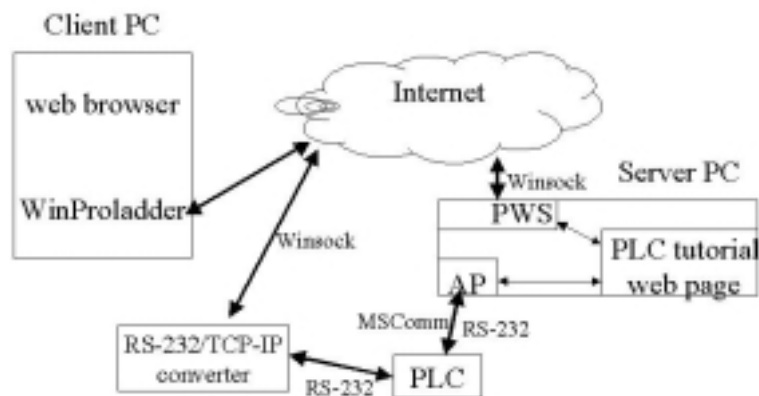 Client PC
web browser
WinProladder
Internet
Winsock
Server PC
PWS
PLC tutorial
web page
AP
Winsock
MSComm
RS-232
RS-232/TCP-IP
converter
RS-232
PLC